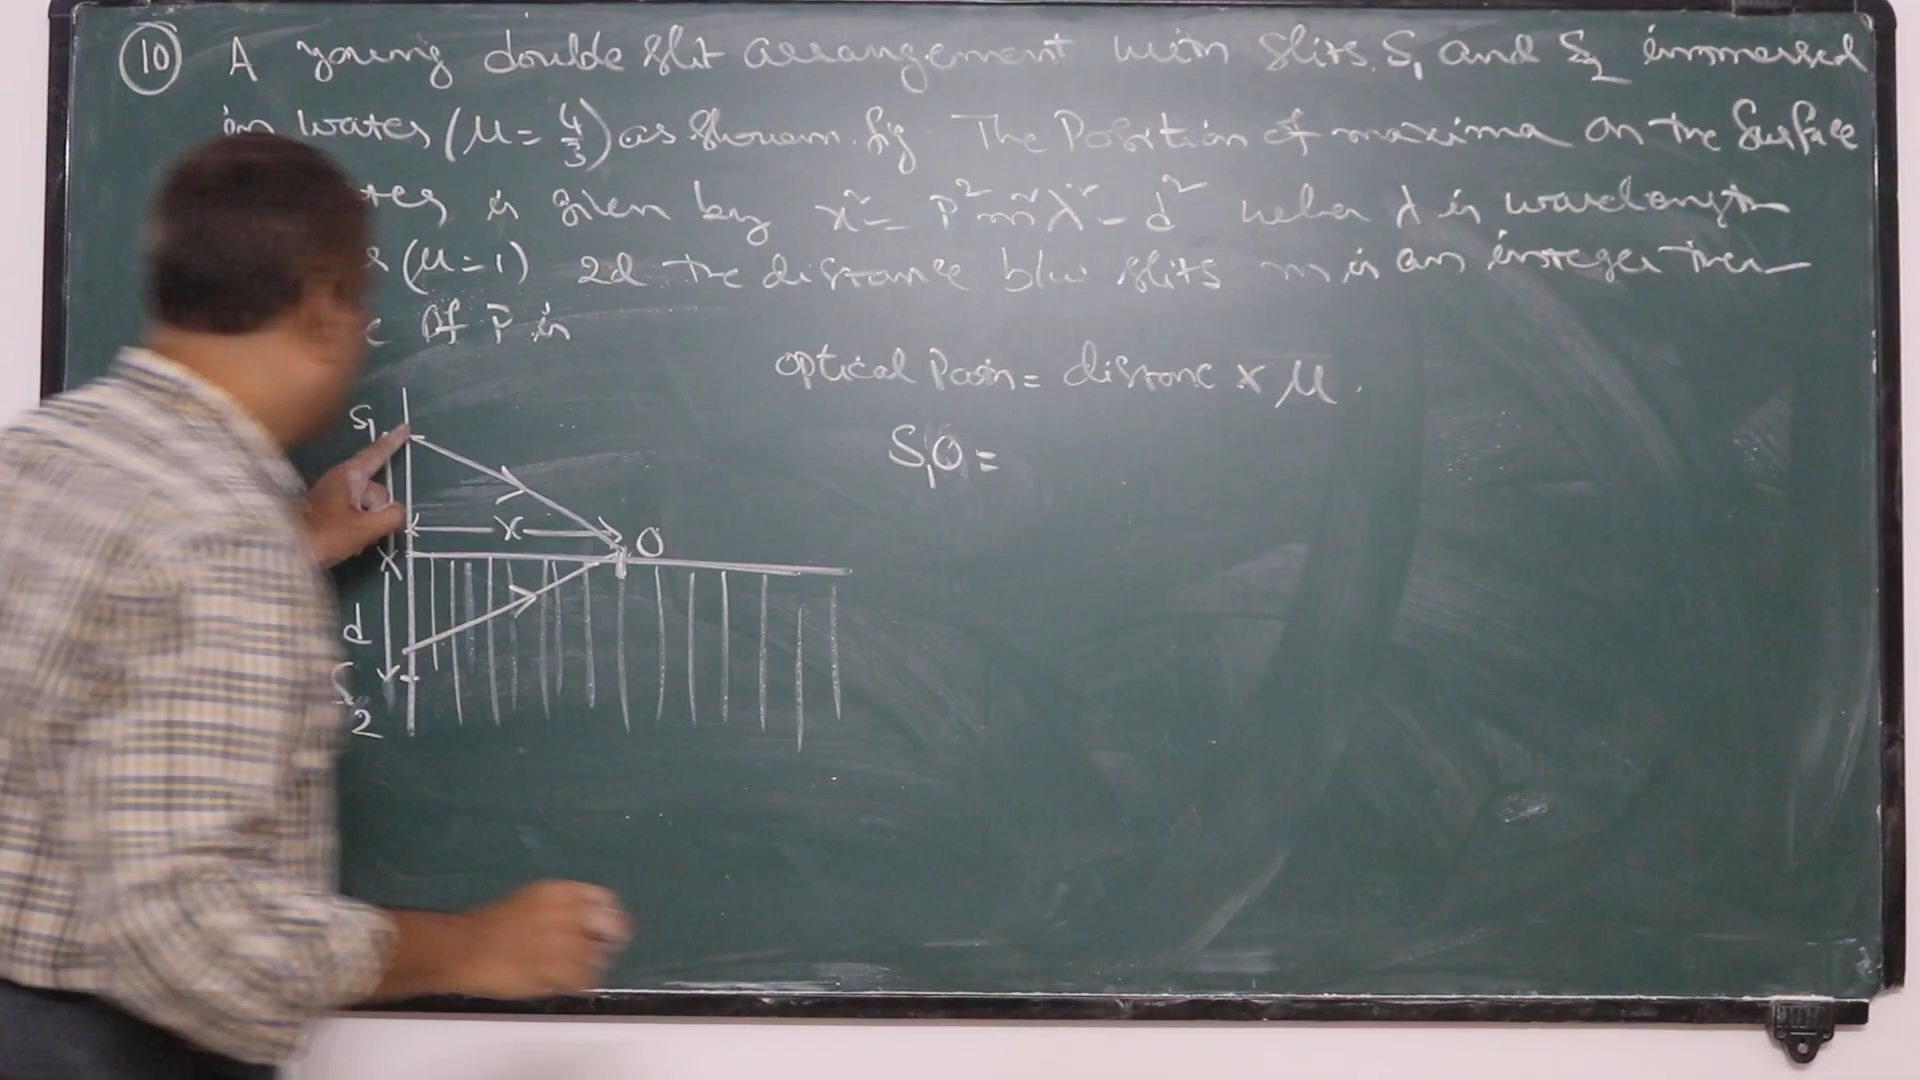 (10) A young double slit arrangement with slits S₁ and S₂ immersed
in water (μ = 4/3) as shown fig The Position of maxima on the Surface
is given by x² = P²m²λ² - d² where λ is wavelength
(μ=1) 2d the distance b/w slits m is an integer then
of P is
optical Path = distance × μ.
S₁O =
S₁
x
O
d
2